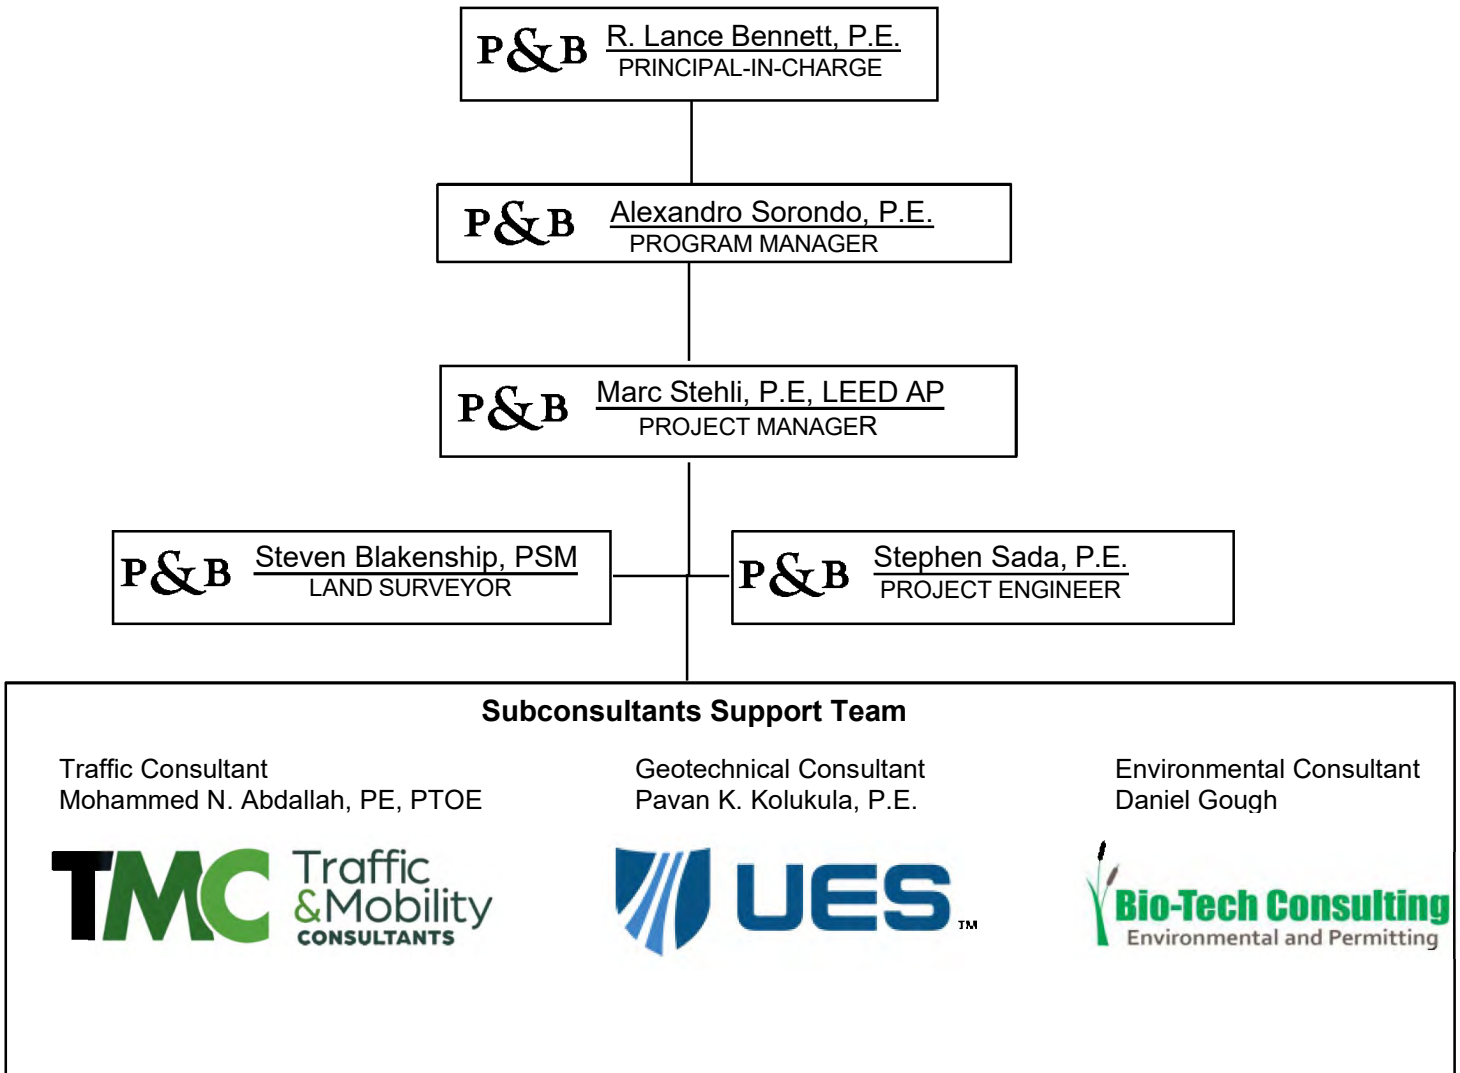 P&B R. Lance Bennett, P.E.
PRINCIPAL-IN-CHARGE
P&B Alexandro Sorondo, P.E.
PROGRAM MANAGER
P&B Marc Stehli, P.E, LEED AP
PROJECT MANAGER
P&B Steven Blakenship, PSM
LAND SURVEYOR
P&B Stephen Sada, P.E.
PROJECT ENGINEER
Subconsultants Support Team
Traffic Consultant
Mohammed N. Abdallah, PE, PTOE
TMC Traffic
&Mobility
CONSULTANTS
Geotechnical Consultant
Pavan K. Kolukula, P.E.
UES TM
Environmental Consultant
Daniel Gough
Bio-Tech Consulting
Environmental and Permitting